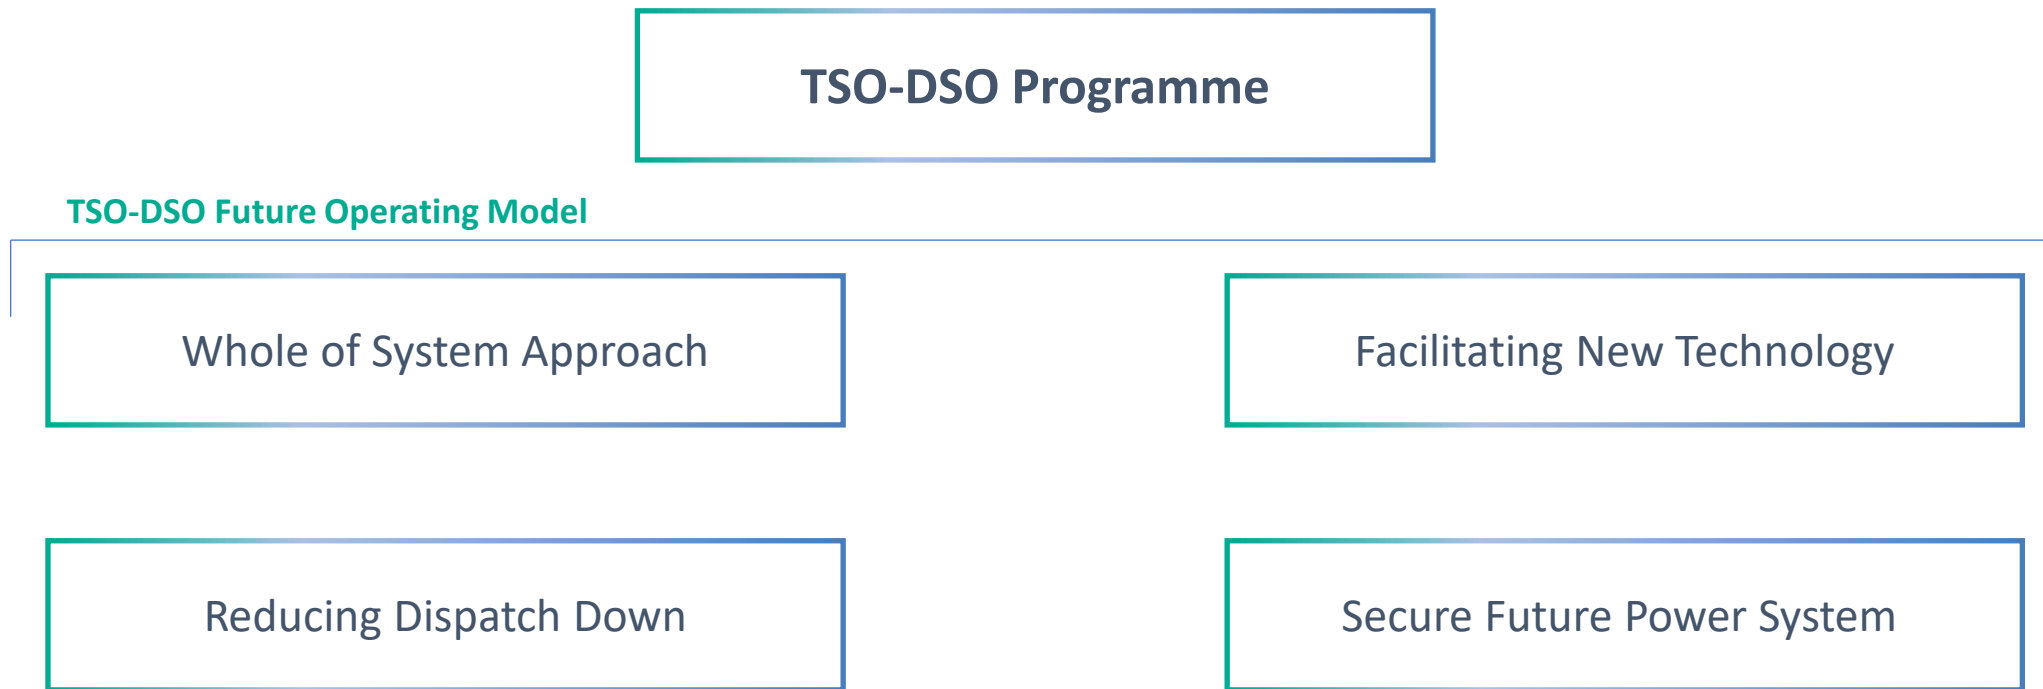 TSO-DSO Programme
TSO-DSO Future Operating Model
Whole of System Approach
Facilitating New Technology
Reducing Dispatch Down
Secure Future Power System